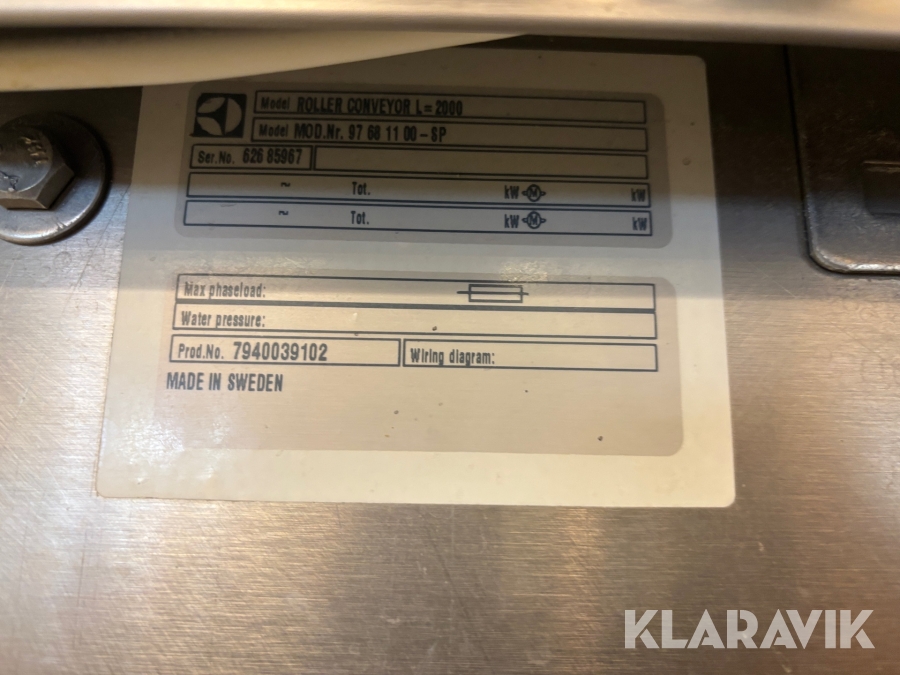 Model ROLLER CONVEYOR L=2000
Model MOD.Nr. 97 68 11 00-SP
Ser.No. 626 85967
~ Tot. kW M kW
~ Tot. kW M kW
Max phaseload:
Water pressure:
Prod.No. 7940039102 Wiring diagram:
MADE IN SWEDEN
KLARAVIK